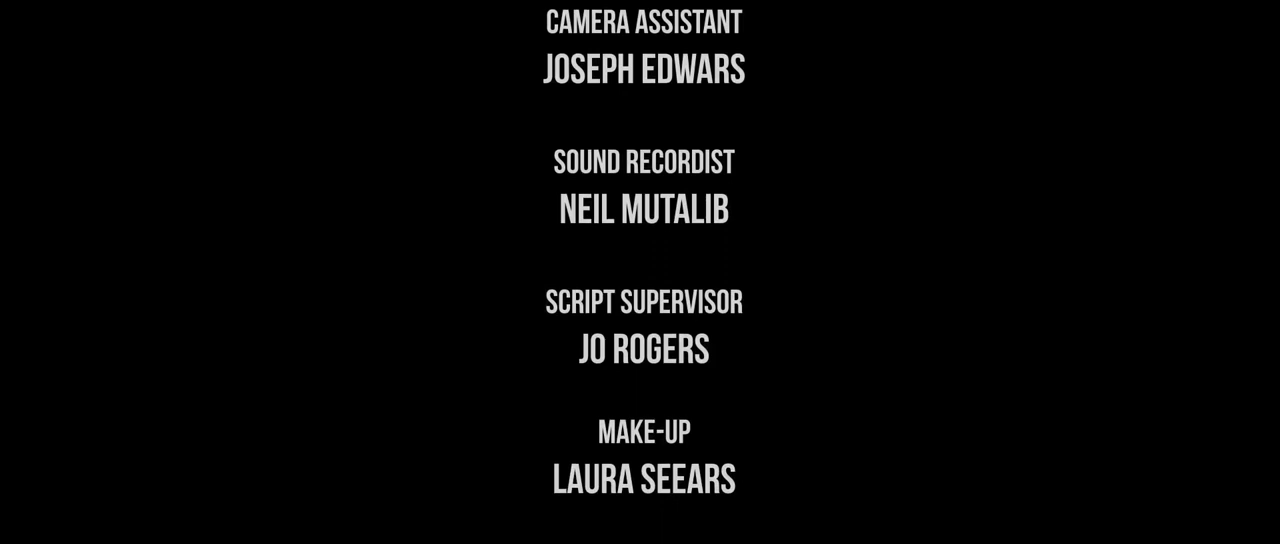 CAMERA ASSISTANT
JOSEPH EDWARS
SOUND RECORDIST
NEIL MUTALIB
SCRIPT SUPERVISOR
JO ROGERS
MAKE-UP
LAURA SEEARS